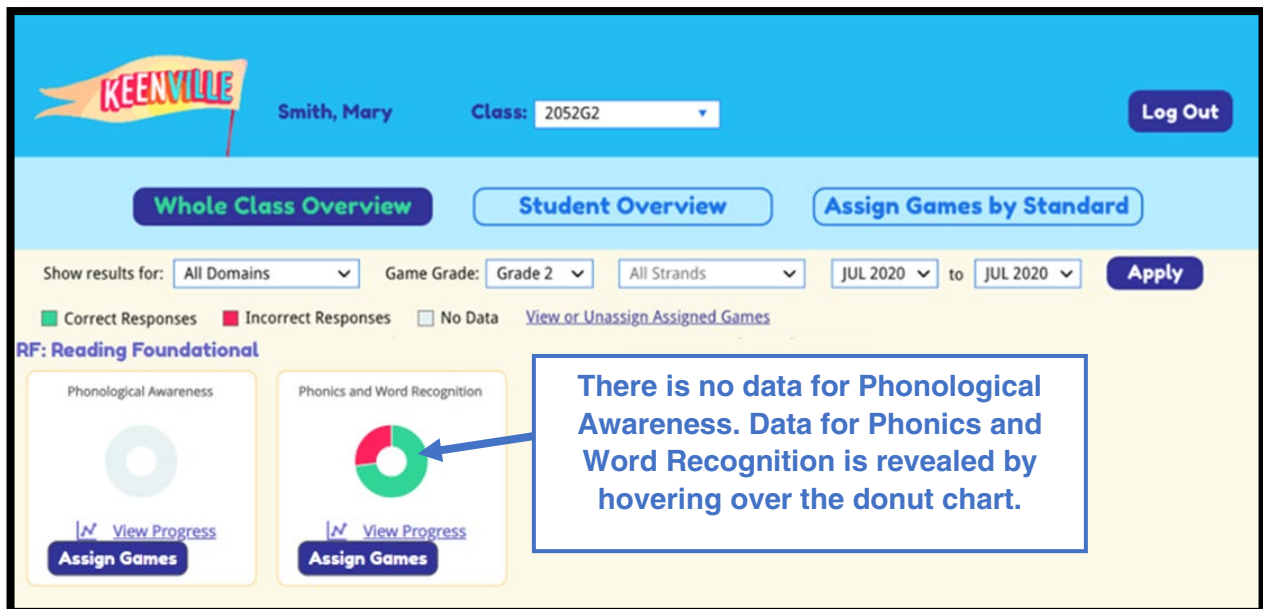 KEENVILLE
Smith, Mary Class: 2052G2 Log Out
Whole Class Overview Student Overview Assign Games by Standard
Show results for: All Domains Game Grade: Grade 2 All Strands JUL 2020 to JUL 2020 Apply
Correct Responses Incorrect Responses No Data View or Unassign Assigned Games
RF: Reading Foundational
Phonological Awareness Phonics and Word Recognition
There is no data for Phonological
Awareness. Data for Phonics and
Word Recognition is revealed by
hovering over the donut chart.
View Progress View Progress
Assign Games Assign Games